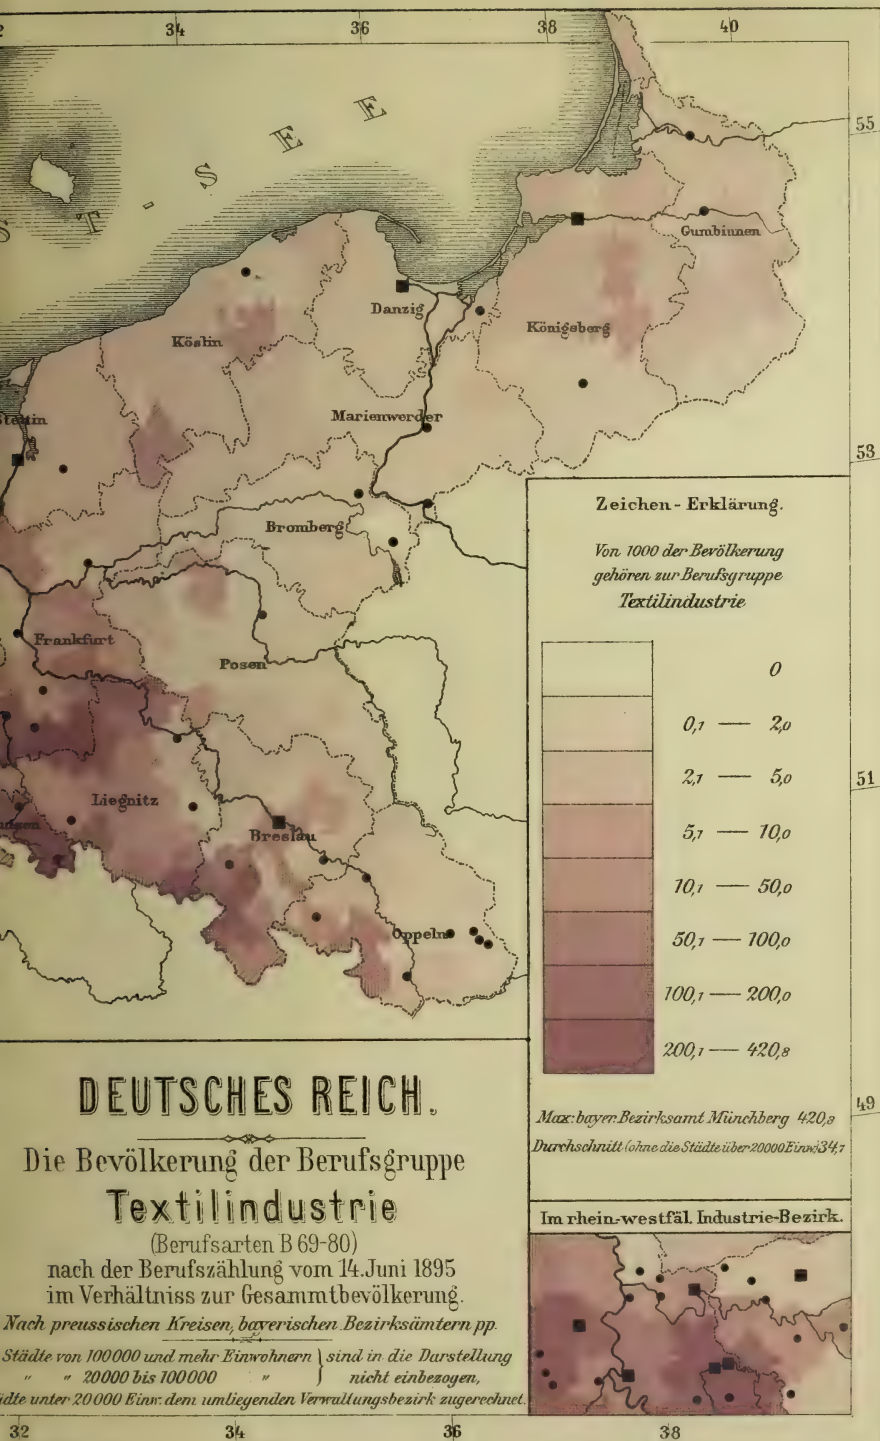 34 36 38 40
55
53
51
49
S T - S E E
Gumbinnen
Danzig
Königsberg
Köslin
Stettin
Marienwerder
Bromberg
Frankfurt
Posen
Liegnitz
Breslau
Oppeln
Zeichen-Erklärung.
Von 1000 der Bevölkerung
gehören zur Berufsgruppe
Textilindustrie
0
0,1 — 2,0
2,1 — 5,0
5,1 — 10,0
10,1 — 50,0
50,1 — 100,0
100,1 — 200,0
200,1 — 420,8
Max: bayer. Bezirksamt Münchberg 420,8
Durchschnitt (ohne die Städte über 20000 Einw.) 34,7
Im rhein.-westfäl. Industrie-Bezirk.
DEUTSCHES REICH.
Die Bevölkerung der Berufsgruppe
Textilindustrie
(Berufsarten B 69-80)
nach der Berufszählung vom 14. Juni 1895
im Verhältniss zur Gesammtbevölkerung.
Nach preussischen Kreisen, bayerischen Bezirksämtern pp.
Städte von 100000 und mehr Einwohnern } sind in die Darstellung
" " 20000 bis 100000 " } nicht einbezogen,
dte unter 20000 Einw. dem umliegenden Verwaltungsbezirk zugerechnet.
32 34 36 38